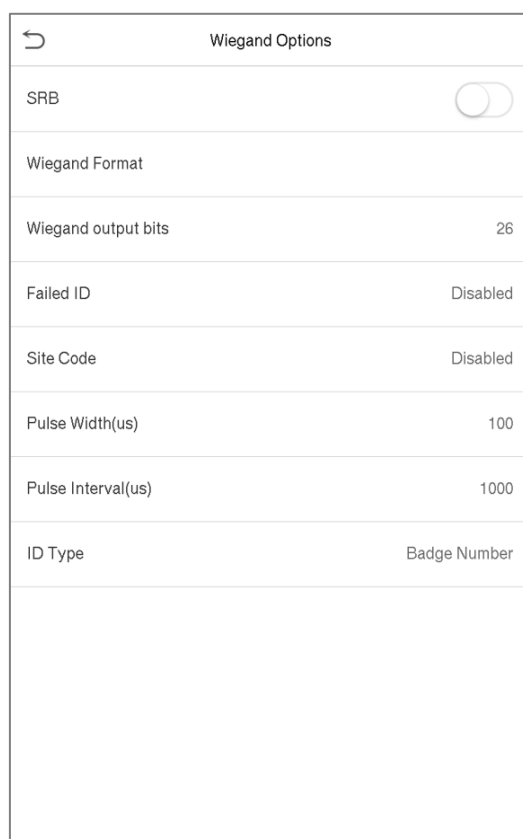 Wiegand Options
SRB
Wiegand Format
Wiegand output bits 26
Failed ID Disabled
Site Code Disabled
Pulse Width(us) 100
Pulse Interval(us) 1000
ID Type Badge Number